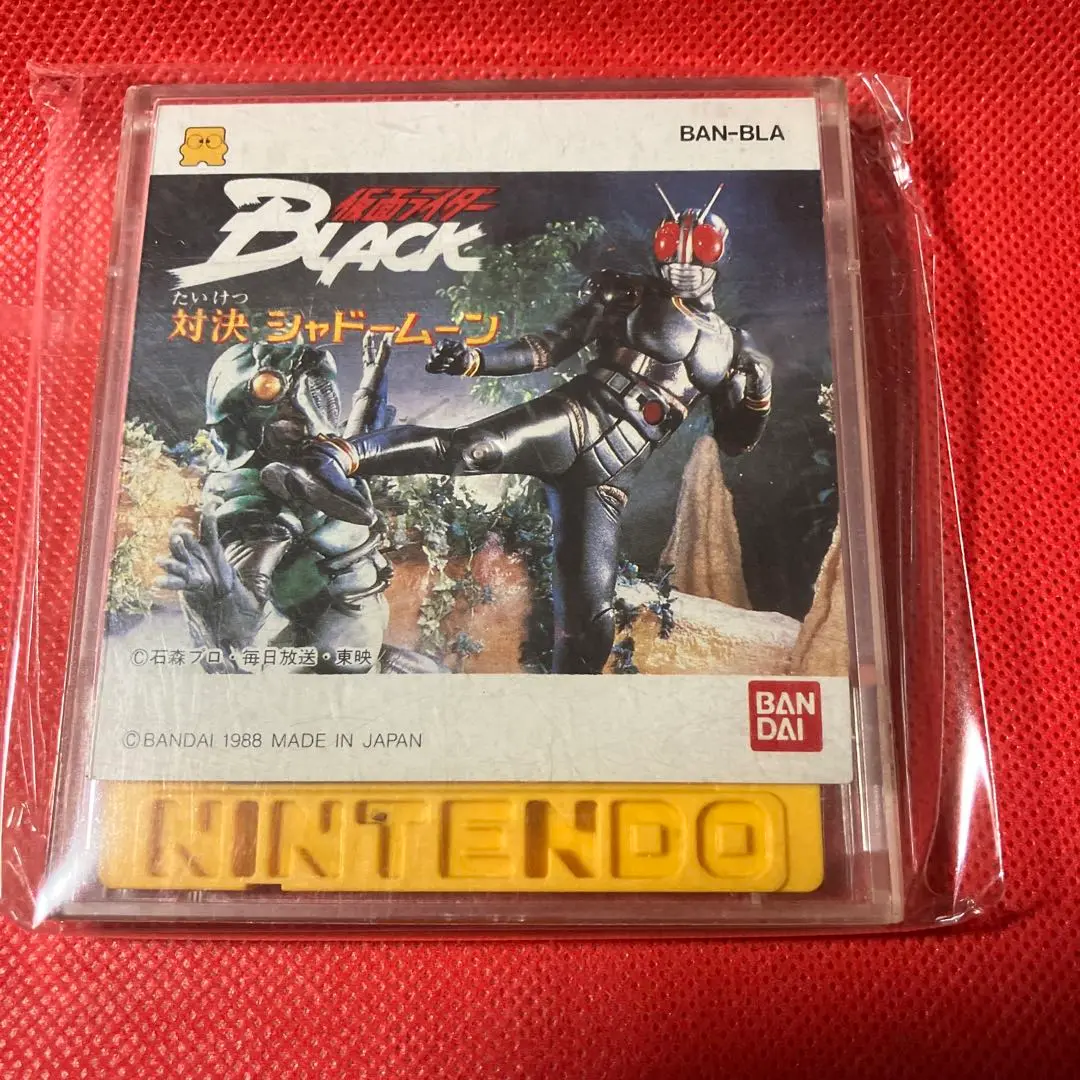 BAN-BLA
仮面ライダー
BLACK
たいけつ
対決 シャドームーン
©石森プロ・毎日放送・東映
BAN
DAI
©BANDAI 1988 MADE IN JAPAN
NINTENDO